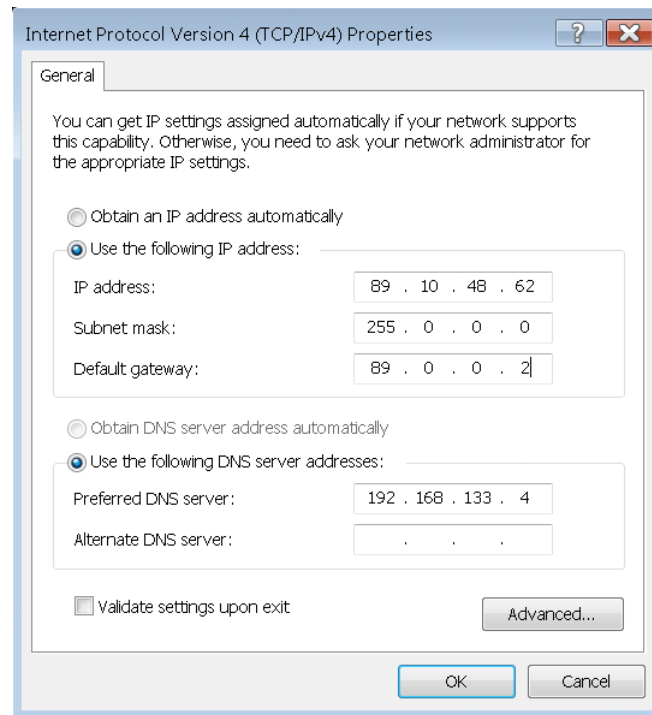 Internet Protocol Version 4 (TCP/IPv4) Properties
?
General
You can get IP settings assigned automatically if your network supports
this capability. Otherwise, you need to ask your network administrator for
the appropriate IP settings.
Obtain an IP address automatically
Use the following IP address:
IP address: 89 . 10 . 48 . 62
Subnet mask: 255 . 0 . 0 . 0
Default gateway: 89 . 0 . 0 . 2
Obtain DNS server address automatically
Use the following DNS server addresses:
Preferred DNS server: 192 . 168 . 133 . 4
Alternate DNS server: . . .
Validate settings upon exit
Advanced...
OK Cancel